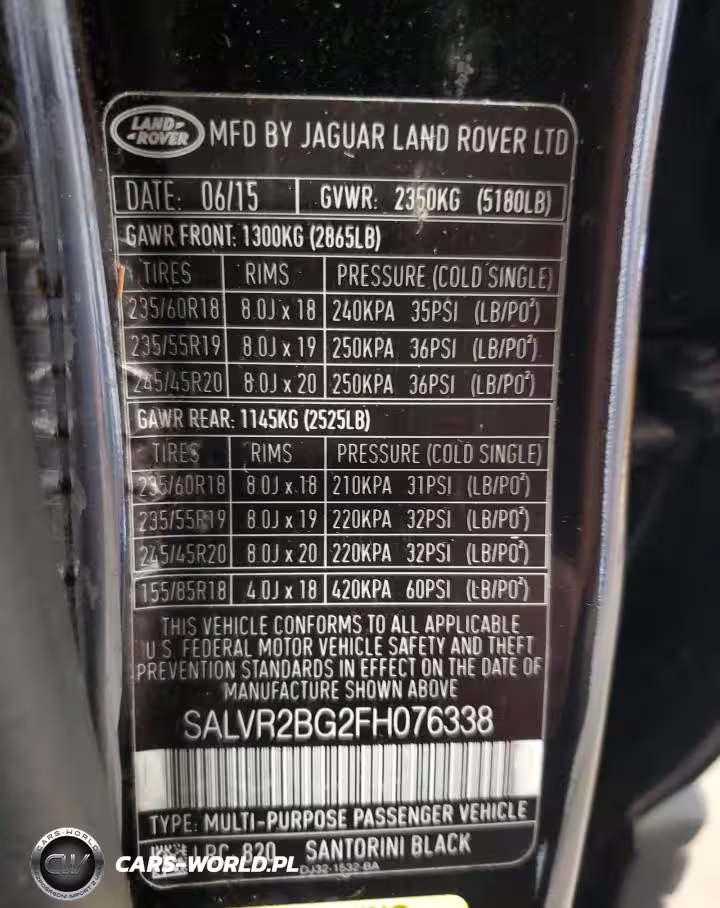 LAND-
-ROVER
MFD BY JAGUAR LAND ROVER LTD
DATE: 06/15 GVWR: 2350KG (5180LB)
GAWR FRONT: 1300KG (2865LB)
TIRES RIMS PRESSURE (COLD SINGLE)
235/60R18 8.0J x 18 240KPA 35PSI (LB/PO²)
235/55R19 8.0J x 19 250KPA 36PSI (LB/PO²)
245/45R20 8.0J x 20 250KPA 36PSI (LB/PO²)
GAWR REAR: 1145KG (2525LB)
TIRES RIMS PRESSURE (COLD SINGLE)
235/60R18 8.0J x 18 210KPA 31PSI (LB/PO²)
235/55R19 8.0J x 19 220KPA 32PSI (LB/PO²)
245/45R20 8.0J x 20 220KPA 32PSI (LB/PO²)
155/85R18 4.0J x 18 420KPA 60PSI (LB/PO²)
THIS VEHICLE CONFORMS TO ALL APPLICABLE
U.S. FEDERAL MOTOR VEHICLE SAFETY AND THEFT
PREVENTION STANDARDS IN EFFECT ON THE DATE OF
MANUFACTURE SHOWN ABOVE
SALVR2BG2FH076338
TYPE: MULTI-PURPOSE PASSENGER VEHICLE
LRC 820 SANTORINI BLACK
DJ32-1532-BA
CARS-WORLD
CW
CARS-WORLD.PL